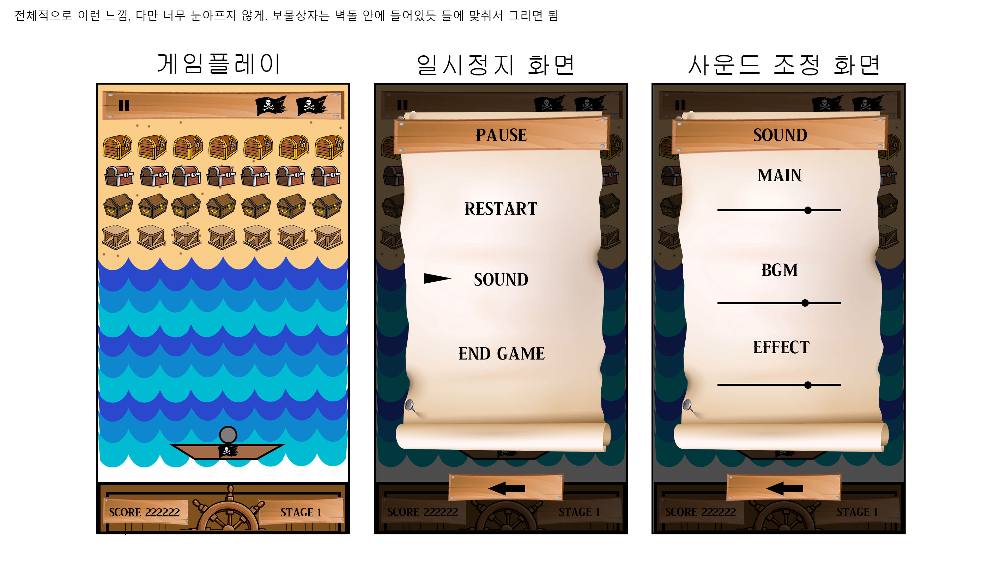 전체적으로 이런 느낌, 다만 너무 눈아프지 않게. 보물상자는 벽돌 안에 들어있듯 틀에 맞춰서 그리면 됨
게임플레이
SCORE 222222
STAGE 1
일시정지 화면
PAUSE
RESTART
SOUND
END GAME
SCORE 222222
STAGE 1
사운드 조정 화면
SOUND
MAIN
BGM
EFFECT
SCORE 222222
STAGE 1